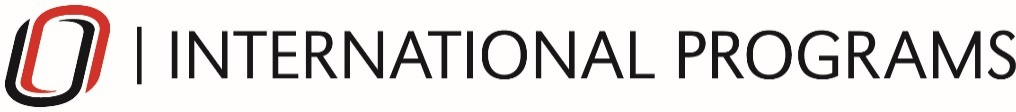 O | INTERNATIONAL PROGRAMS